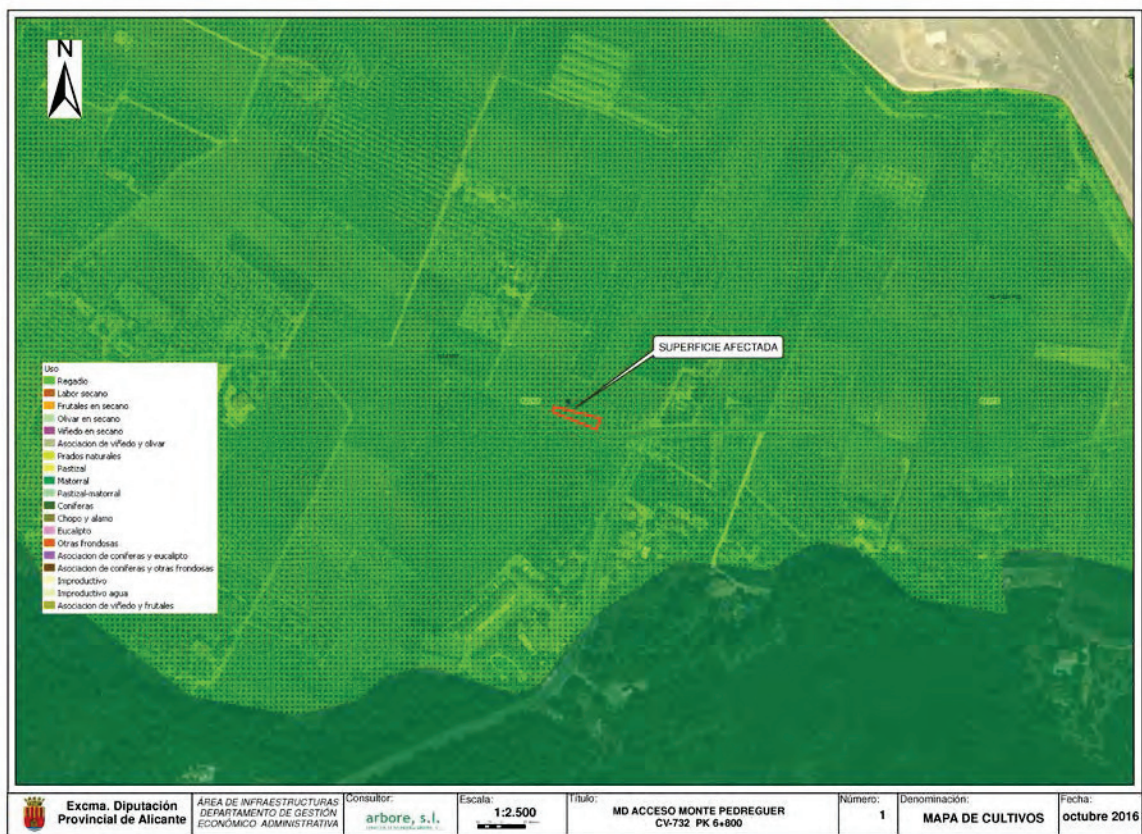 N
SUPERFICIE AFECTADA
Uso
Regadio
Labor secano
Frutales en secano
Olivar en secano
Viñedo en secano
Asociacion de viñedo y olivar
Prados naturales
Pastizal
Matorral
Pastizal-matorral
Coniferas
Chopo y alamo
Eucalipto
Otras frondosas
Asociacion de coniferas y eucalipto
Asociacion de coniferas y otras frondosas
Improductivo
Improductivo agua
Asociacion de viñedo y frutales
Excma. Diputación
Provincial de Alicante
ÁREA DE INFRAESTRUCTURAS
DEPARTAMENTO DE GESTIÓN
ECONÓMICO ADMINISTRATIVA
Consultor:
arbore, s.l.
Escala:
1:2.500
Título:
MD ACCESO MONTE PEDREGUER
CV-732 PK 6+800
Número:
1
Denominación:
MAPA DE CULTIVOS
Fecha:
octubre 2016